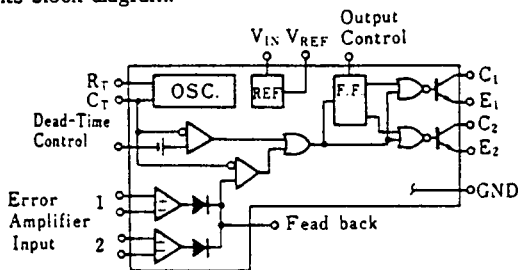 its block diagram.
Output
VIN VREF Control
RT
CT
OSC.
REF
F.F.
C1
E1
C2
E2
Dead-Time
Control
Error
Amplifier
Input
1
2
GND
Fead back